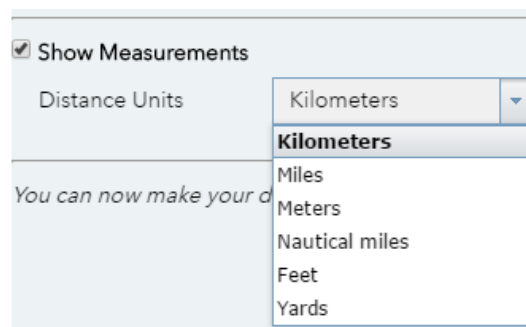 Show Measurements
Distance Units Kilometers
Kilometers
Miles
You can now make your d
Meters
Nautical miles
Feet
Yards